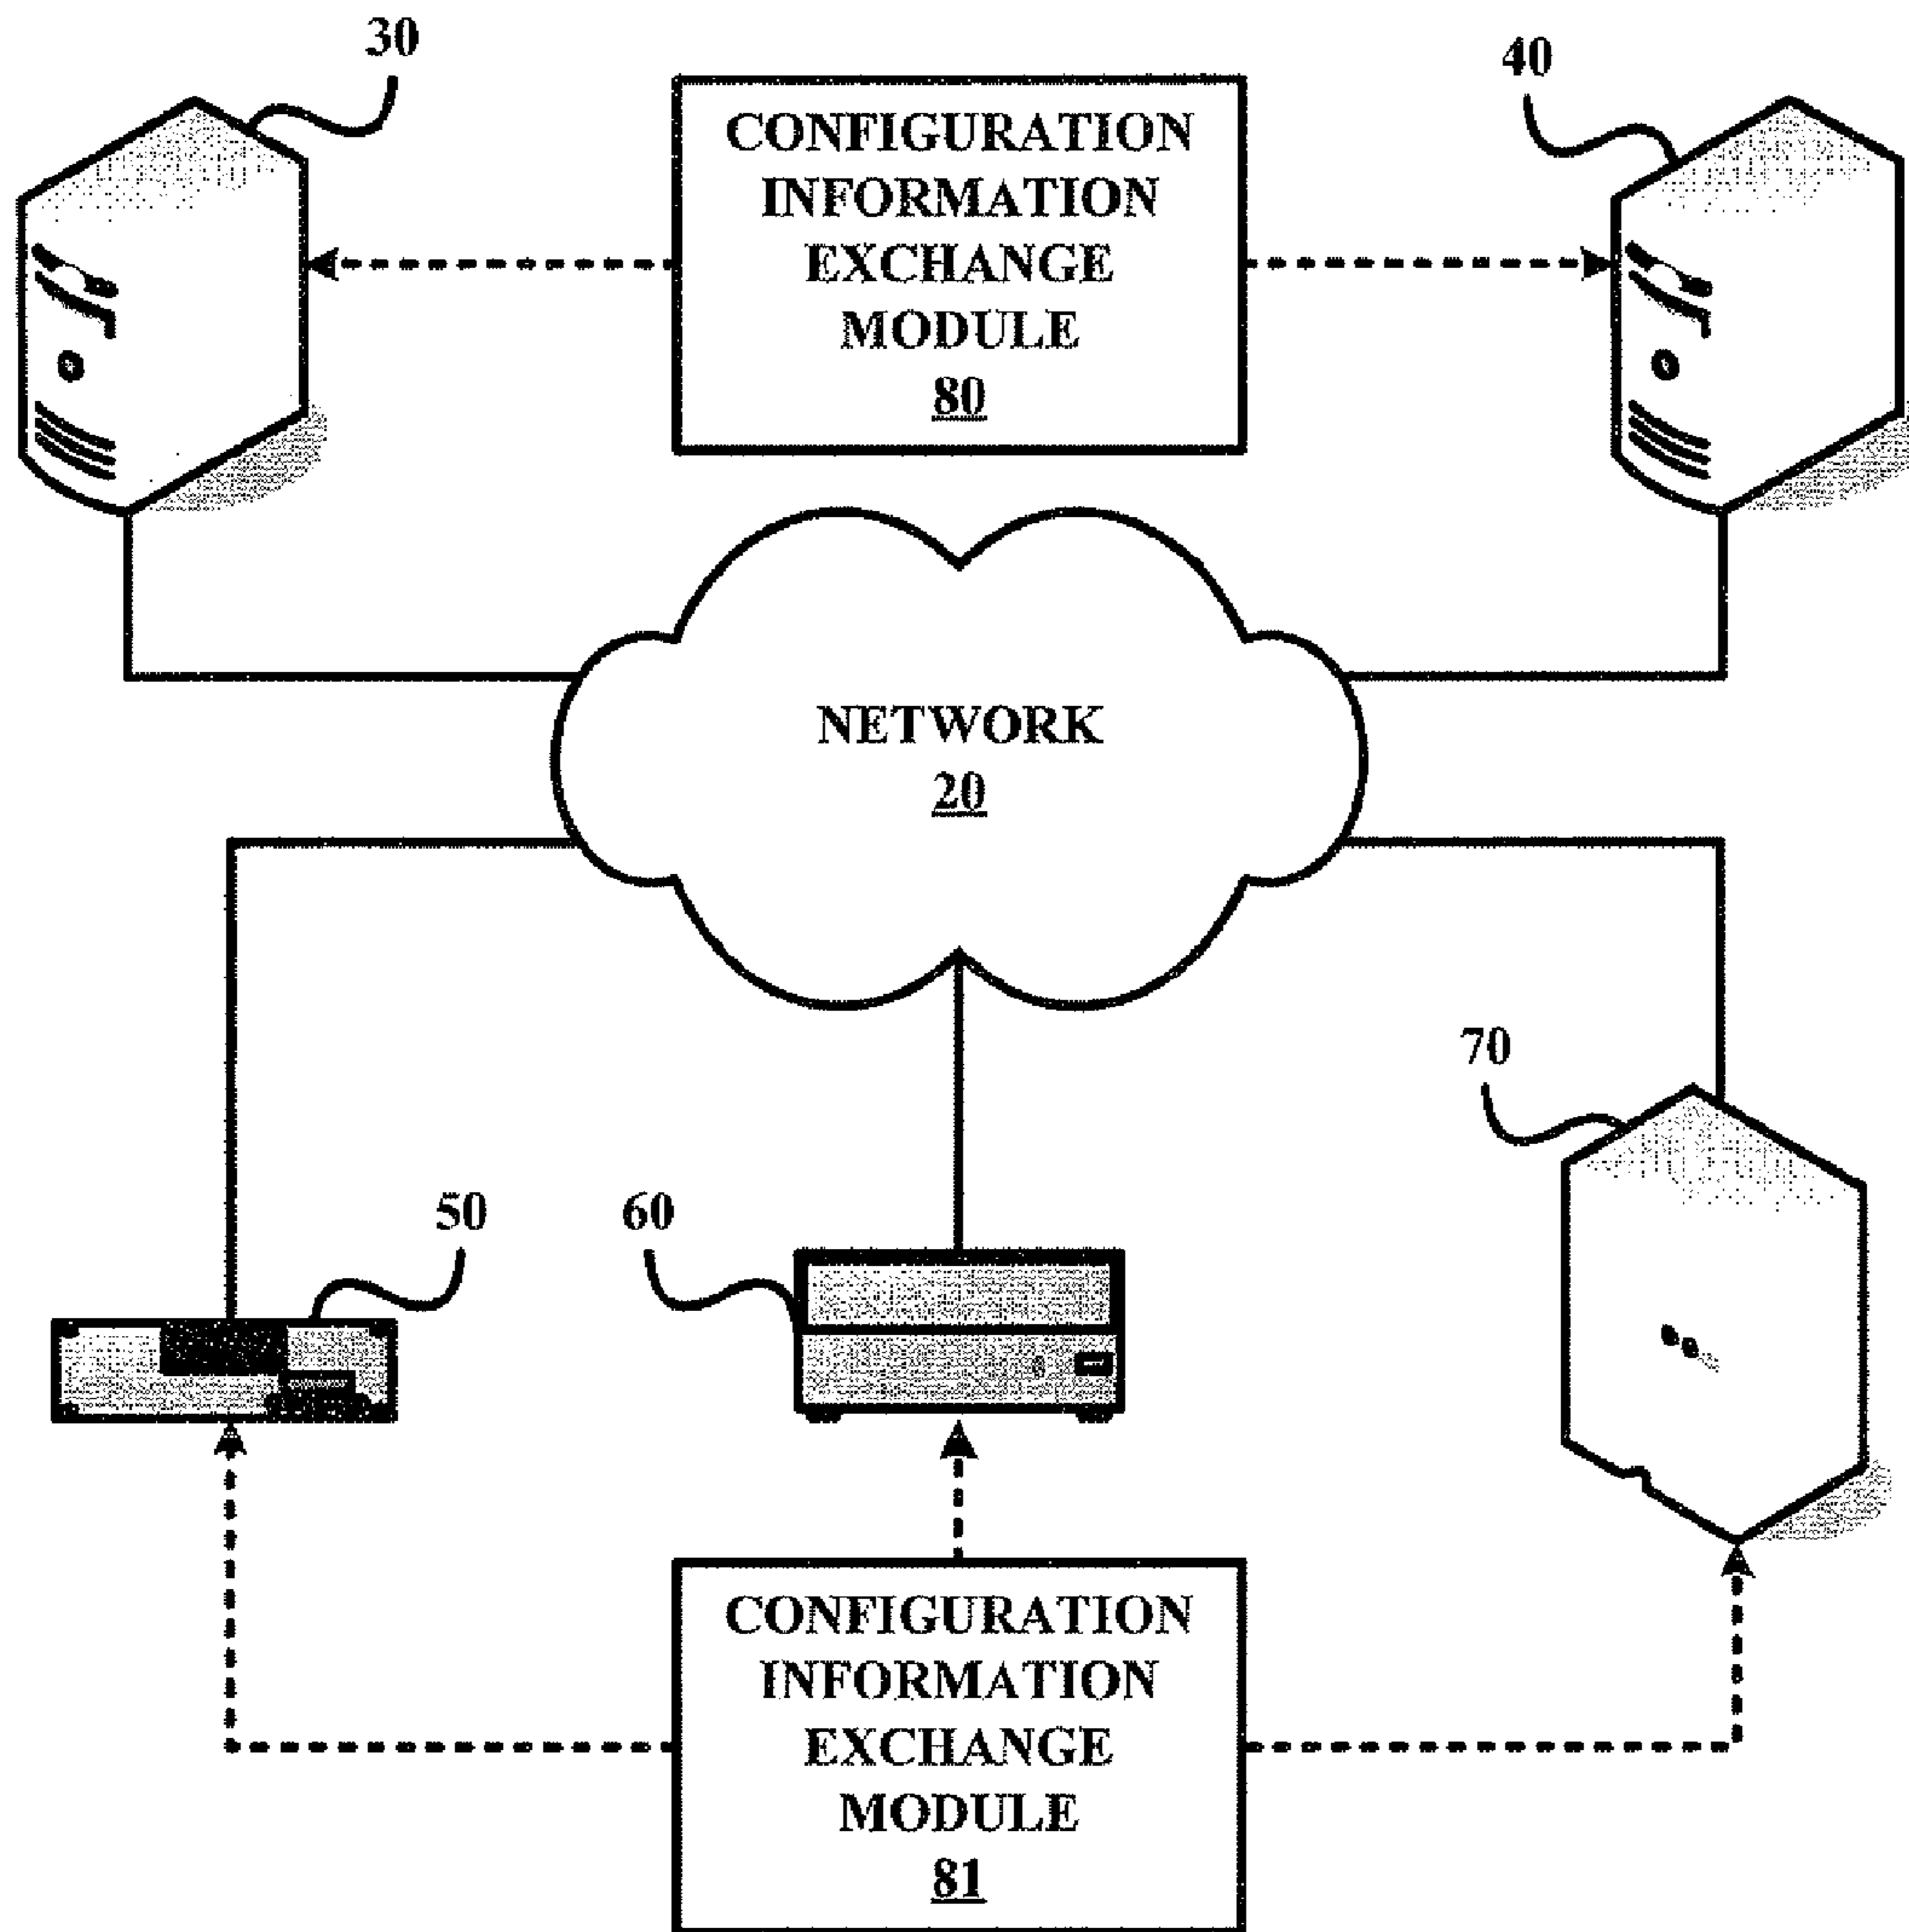 30
40
CONFIGURATION
INFORMATION
EXCHANGE
MODULE
80
NETWORK
20
70
50
60
CONFIGURATION
INFORMATION
EXCHANGE
MODULE
81